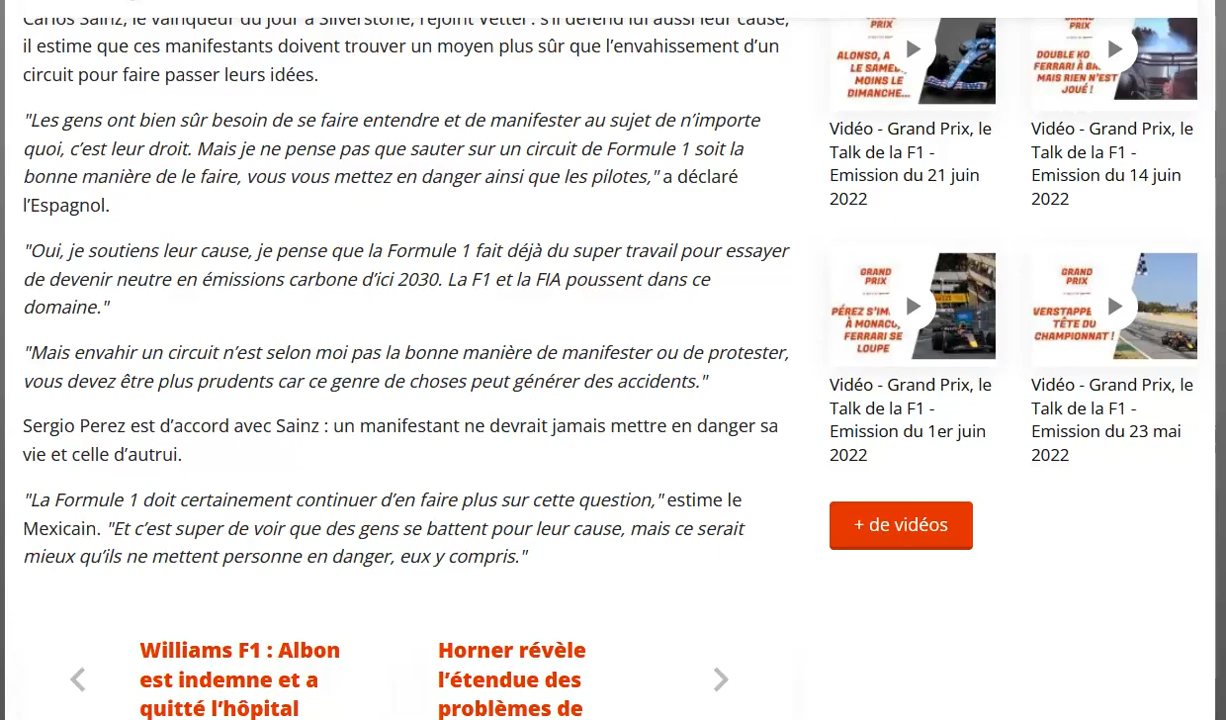 Carlos Sainz, le vainqueur du jour à Silverstone, rejoint Vettel : s'il défend lui aussi leur cause,
il estime que ces manifestants doivent trouver un moyen plus sûr que l’envahissement d’un
circuit pour faire passer leurs idées.
"Les gens ont bien sûr besoin de se faire entendre et de manifester au sujet de n’importe
quoi, c’est leur droit. Mais je ne pense pas que sauter sur un circuit de Formule 1 soit la
bonne manière de le faire, vous vous mettez en danger ainsi que les pilotes," a déclaré
l’Espagnol.
"Oui, je soutiens leur cause, je pense que la Formule 1 fait déjà du super travail pour essayer
de devenir neutre en émissions carbone d’ici 2030. La F1 et la FIA poussent dans ce
domaine."
"Mais envahir un circuit n’est selon moi pas la bonne manière de manifester ou de protester,
vous devez être plus prudents car ce genre de choses peut générer des accidents."
Sergio Perez est d’accord avec Sainz : un manifestant ne devrait jamais mettre en danger sa
vie et celle d’autrui.
"La Formule 1 doit certainement continuer d’en faire plus sur cette question," estime le
Mexicain. "Et c’est super de voir que des gens se battent pour leur cause, mais ce serait
mieux qu’ils ne mettent personne en danger, eux y compris."
Williams F1 : Albon
est indemne et a
quitté l’hôpital
Horner révèle
l’étendue des
problèmes de
PRIX
ALONSO, A
LE SAMED
MOINS LE
DIMANCHE...
Vidéo - Grand Prix, le
Talk de la F1 -
Emission du 21 juin
2022
PRIX
DOUBLE KO
FERRARI À BA
MAIS RIEN N’EST
JOUÉ !
Vidéo - Grand Prix, le
Talk de la F1 -
Emission du 14 juin
2022
GRAND
PRIX
PÉREZ S’IM
À MONACO,
FERRARI SE
LOUPE
Vidéo - Grand Prix, le
Talk de la F1 -
Emission du 1er juin
2022
GRAND
PRIX
VERSTAPPE
TÊTE DU
CHAMPIONNAT !
Vidéo - Grand Prix, le
Talk de la F1 -
Emission du 23 mai
2022
+ de vidéos